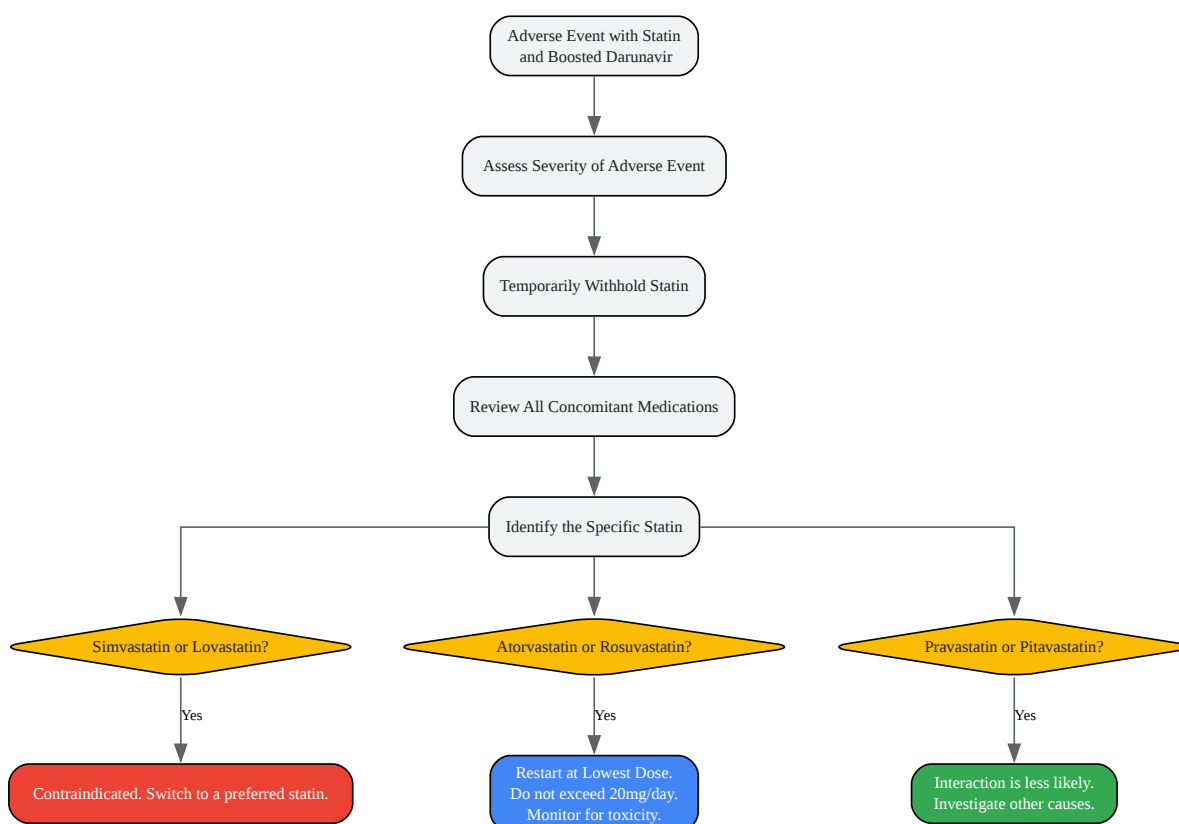 Adverse Event with Statin
and Boosted Darunavir
Assess Severity of Adverse Event
Temporarily Withhold Statin
Review All Concomitant Medications
Identify the Specific Statin
Simvastatin or Lovastatin?
Atorvastatin or Rosuvastatin?
Pravastatin or Pitavastatin?
Yes
Yes
Yes
Contraindicated. Switch to a preferred statin.
Restart at Lowest Dose.
Do not exceed 20mg/day.
Monitor for toxicity.
Interaction is less likely.
Investigate other causes.